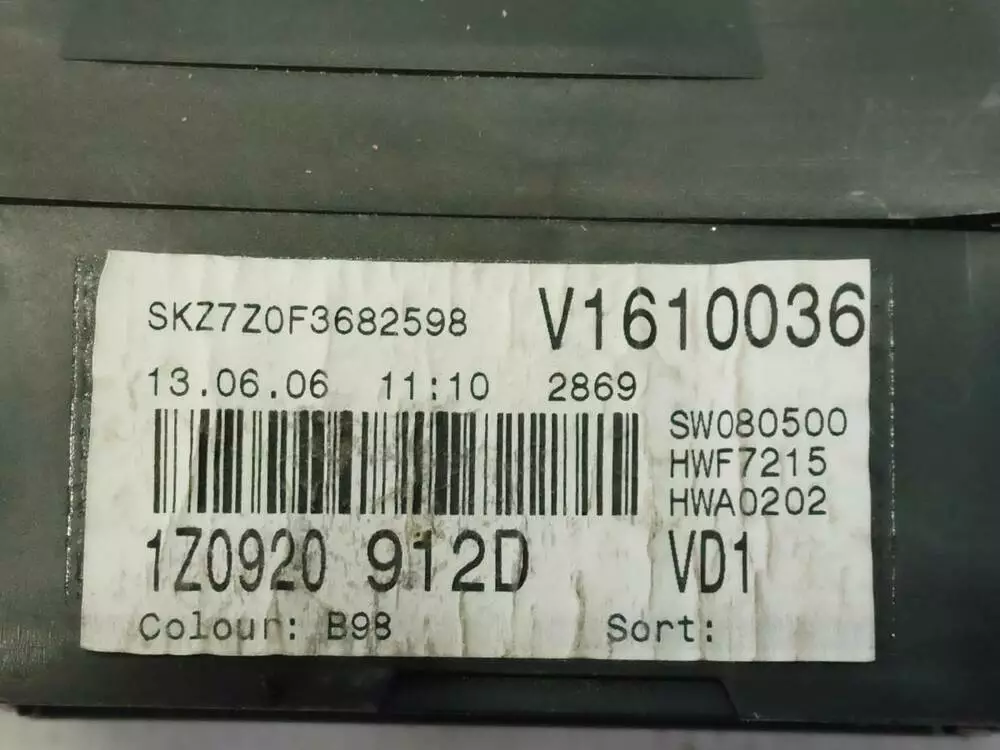 SKZ7Z0F3682598 V1610036
13.06.06 11:10 2869
SW080500
HWF7215
HWA0202
1Z0920 912D VD1
Colour: B98 Sort: